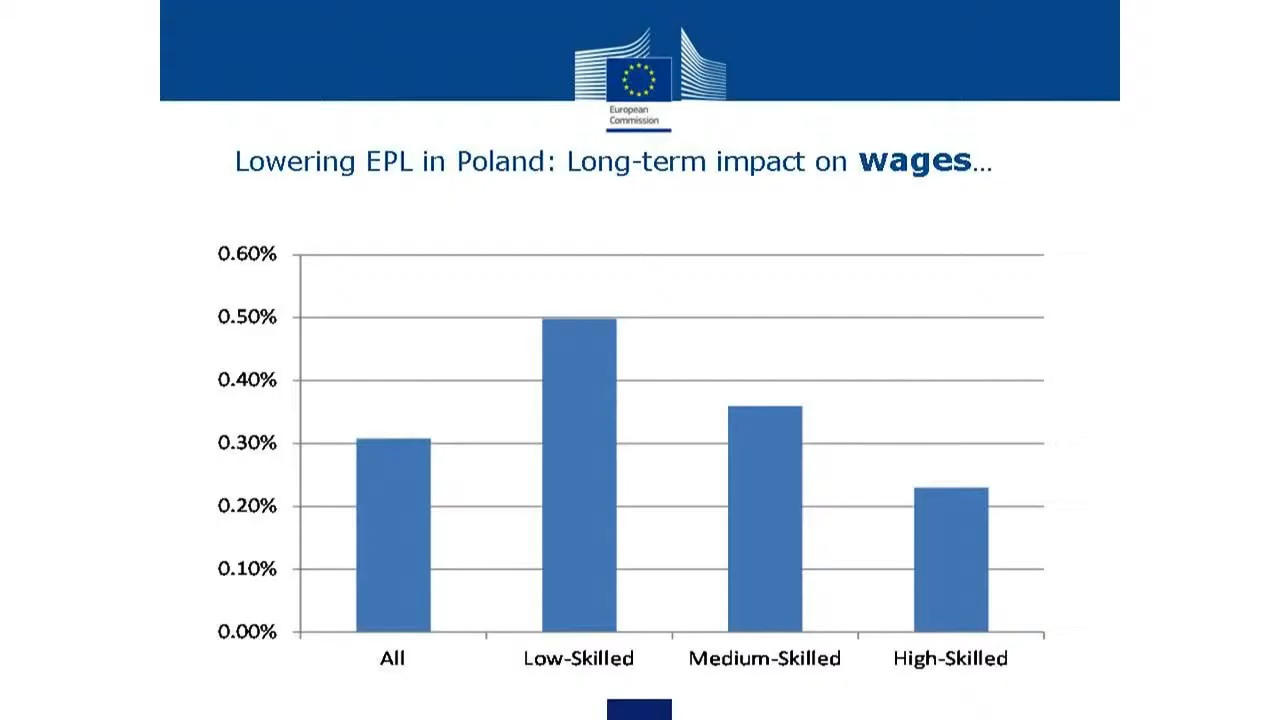 European
Commission
Lowering EPL in Poland: Long-term impact on wages…
0.60%
0.50%
0.40%
0.30%
0.20%
0.10%
0.00%
All Low-Skilled Medium-Skilled High-Skilled